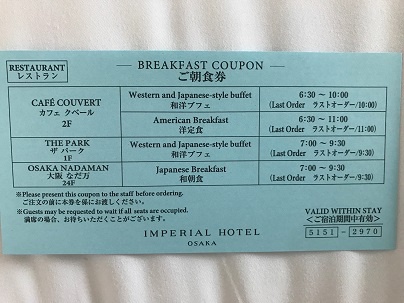 RESTAURANT
レストラン
BREAKFAST COUPON
ご朝食券
CAFÉ COUVERT
カフェ クベール
2F
Western and Japanese-style buffet
和洋ブフェ
6:30 ～ 10:00
(Last Order ラストオーダー/10:00)
American Breakfast
洋定食
6:30 ～ 11:00
(Last Order ラストオーダー/11:00)
THE PARK
ザ パーク
1F
Western and Japanese-style buffet
和洋ブフェ
7:00 ～ 9:30
(Last Order ラストオーダー/9:30)
OSAKA NADAMAN
大阪 なだ万
24F
Japanese Breakfast
和朝食
7:00 ～ 9:30
(Last Order ラストオーダー/9:30)
※Please present this coupon to the staff before ordering.
ご注文の前に本券を係にお渡しください。
※Guests may be requested to wait if all seats are occupied.
満席の場合、お待ちいただくことがございます。
IMPERIAL HOTEL
OSAKA
VALID WITHIN STAY
＜ご宿泊期間中有効＞
5151 － 2970